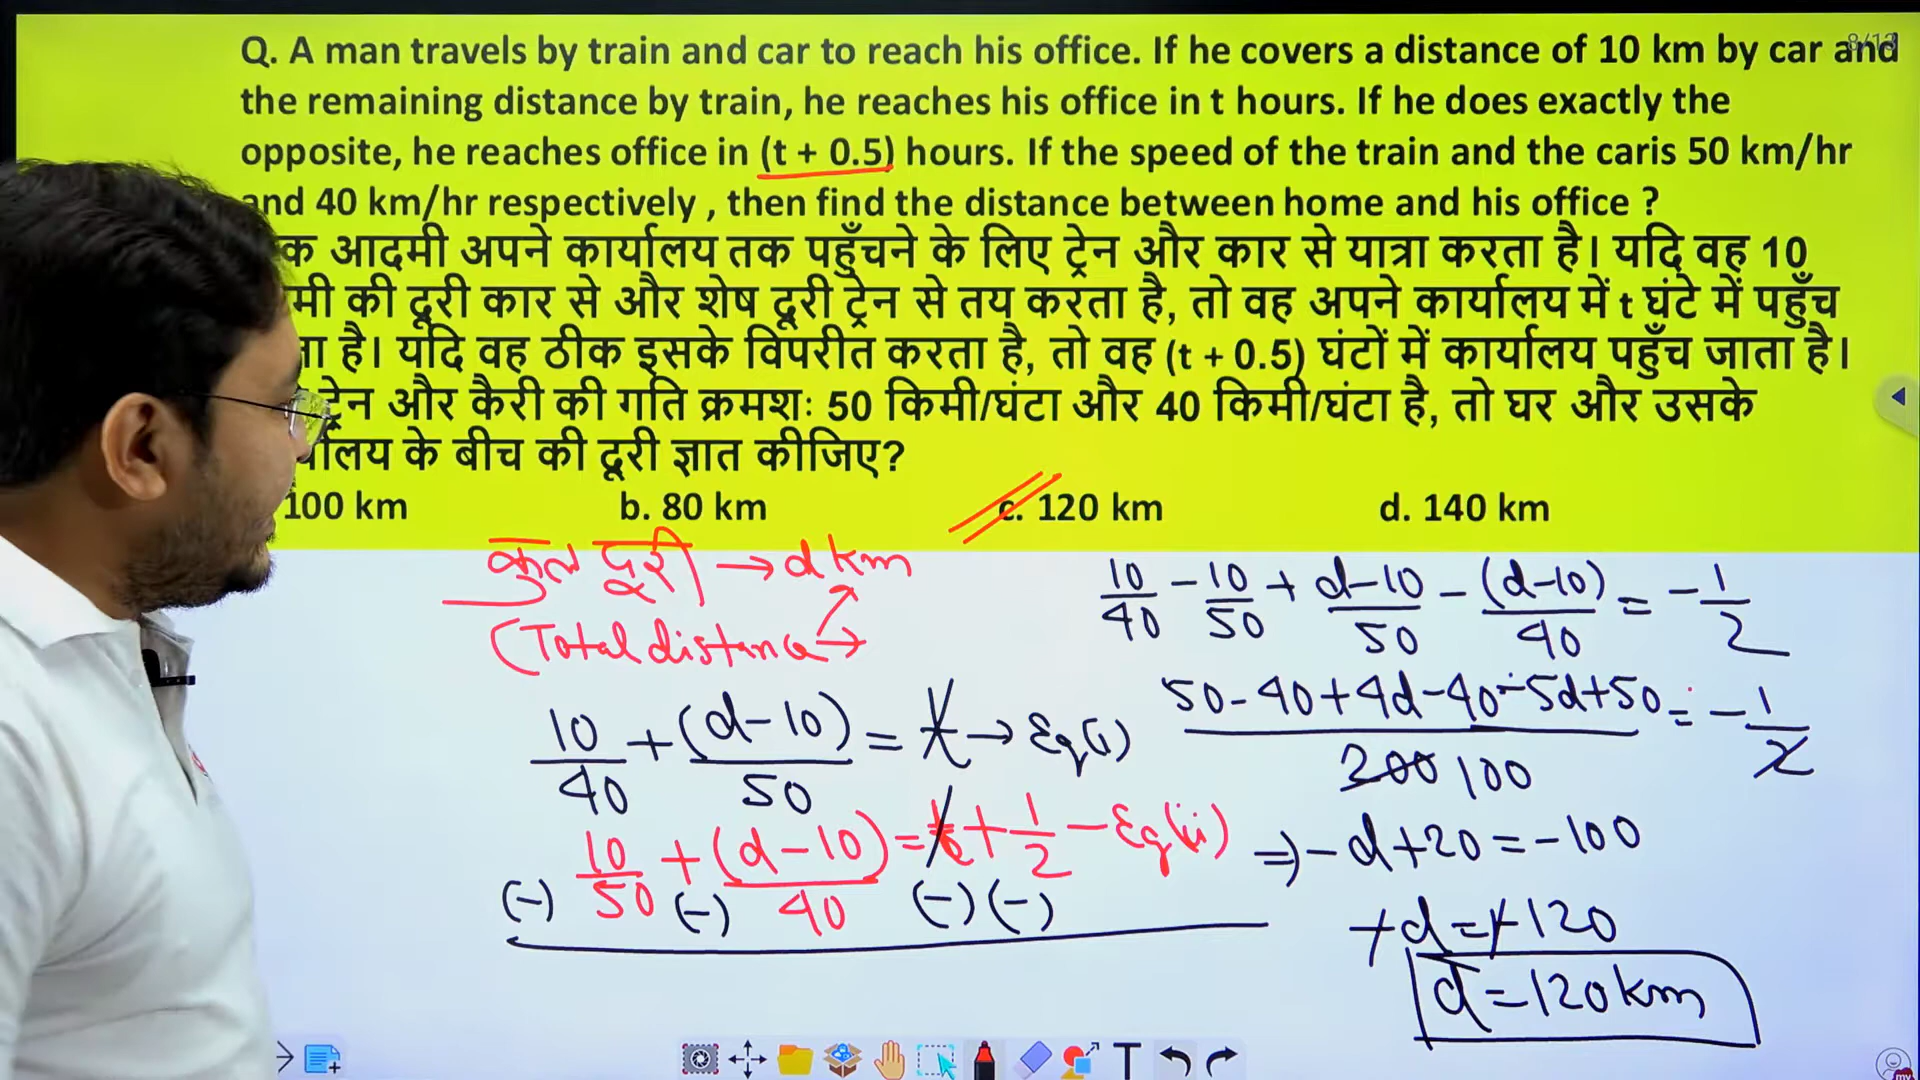 8/13
Q. A man travels by train and car to reach his office. If he covers a distance of 10 km by car and
the remaining distance by train, he reaches his office in t hours. If he does exactly the
opposite, he reaches office in (t + 0.5) hours. If the speed of the train and the caris 50 km/hr
and 40 km/hr respectively , then find the distance between home and his office ?
क आदमी अपने कार्यालय तक पहुँचने के लिए ट्रेन और कार से यात्रा करता है। यदि वह 10
मी की दूरी कार से और शेष दूरी ट्रेन से तय करता है, तो वह अपने कार्यालय में t घंटे में पहुँच
ता है। यदि वह ठीक इसके विपरीत करता है, तो वह (t + 0.5) घंटों में कार्यालय पहुँच जाता है।
ट्रेन और कैरी की गति क्रमशः 50 किमी/घंटा और 40 किमी/घंटा है, तो घर और उसके
र्यालय के बीच की दूरी ज्ञात कीजिए?
100 km b. 80 km c. 120 km d. 140 km
कुल दूरी → d km
(Total distance →
10/40 + (d-10)/50 = t → Eq(i)
10/50 + (d-10)/40 = t + 1/2 - Eq(ii)
(-) (-) (-) (-)
10/40 - 10/50 + d-10/50 - (d-10)/40 = -1/2
50-40+4d-40-5d+50/200 100 = -1/2
⇒ -d+20 = -100
+d = +120
d = 120 km
T